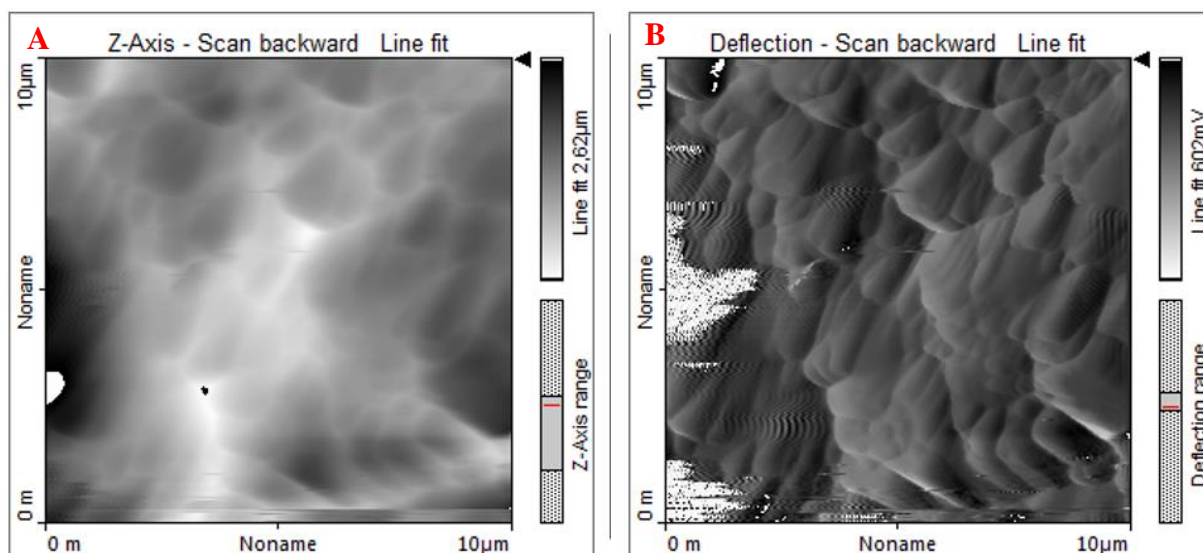 A
Z-Axis - Scan backward Line fit
10µm
Noname
0 m
0 m
Noname
10µm
Line fit 2,62µm
Z-Axis range
B
Deflection - Scan backward Line fit
10µm
Noname
0 m
0 m
Noname
10µm
Line fit 602mV
Deflection range